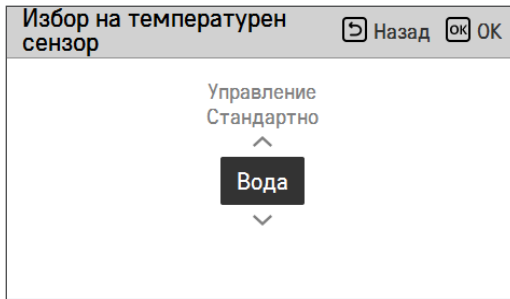 Избор на температурен
сензор
Назад OK OK
Управление
Стандартно
Вода